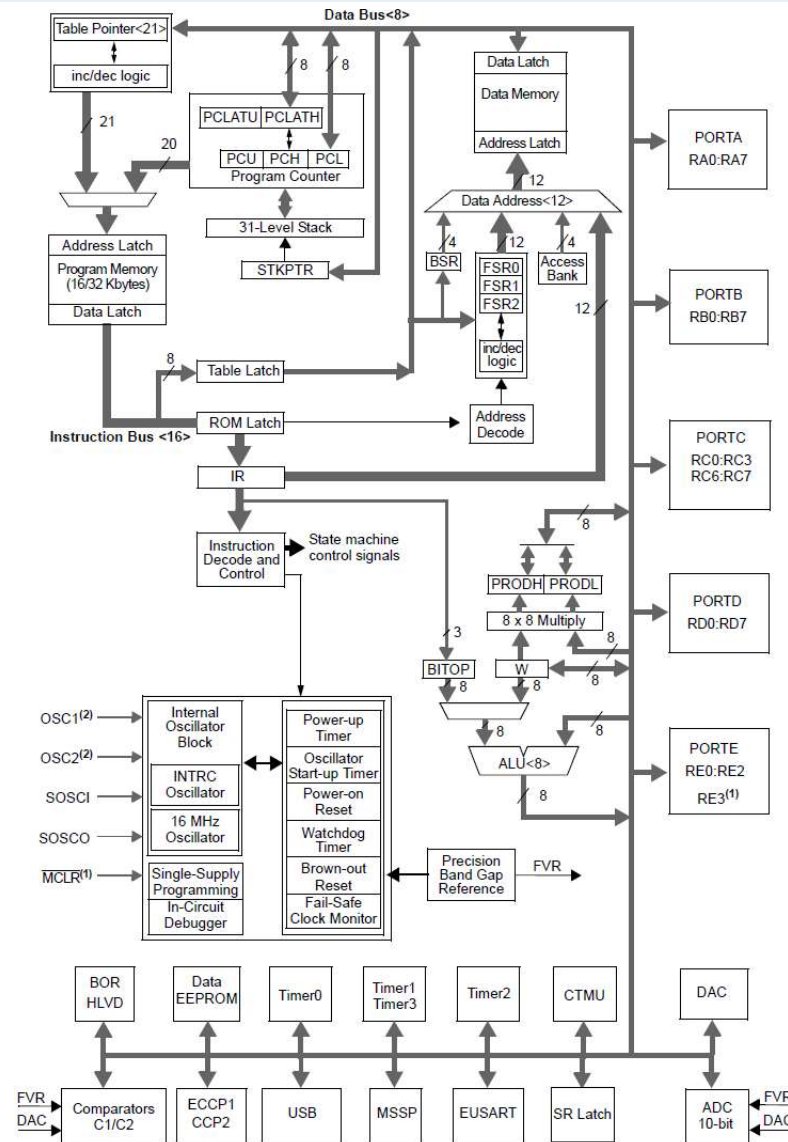 Data Bus<8>
Table Pointer<21>
inc/dec logic
21
20
8
8
PCLATU
PCLATH
PCU
PCH
PCL
Program Counter
31-Level Stack
STKPTR
Data Latch
Data Memory
Address Latch
12
Data Address<12>
4
12
4
BSR
FSR0
FSR1
FSR2
inc/dec
logic
Access
Bank
12
Address
Decode
Address Latch
Program Memory
(16/32 Kbytes)
Data Latch
8
Table Latch
ROM Latch
Instruction Bus <16>
IR
Instruction
Decode and
Control
State machine
control signals
8
PRODH
PRODL
8 x 8 Multiply
8
3
BITOP
W
8
8
8
8
8
ALU<8>
8
PORTA
RA0:RA7
PORTB
RB0:RB7
PORTC
RC0:RC3
RC6:RC7
PORTD
RD0:RD7
PORTE
RE0:RE2
RE3(1)
OSC1(2)
OSC2(2)
SOSCI
SOSCO
MCLR(1)
Internal
Oscillator
Block
INTRC
Oscillator
16 MHz
Oscillator
Single-Supply
Programming
In-Circuit
Debugger
Power-up
Timer
Oscillator
Start-up Timer
Power-on
Reset
Watchdog
Timer
Brown-out
Reset
Fail-Safe
Clock Monitor
Precision
Band Gap
Reference
FVR
BOR
HLVD
Data
EEPROM
Timer0
Timer1
Timer3
Timer2
CTMU
DAC
FVR
DAC
Comparators
C1/C2
ECCP1
CCP2
USB
MSSP
EUSART
SR Latch
ADC
10-bit
FVR
DAC